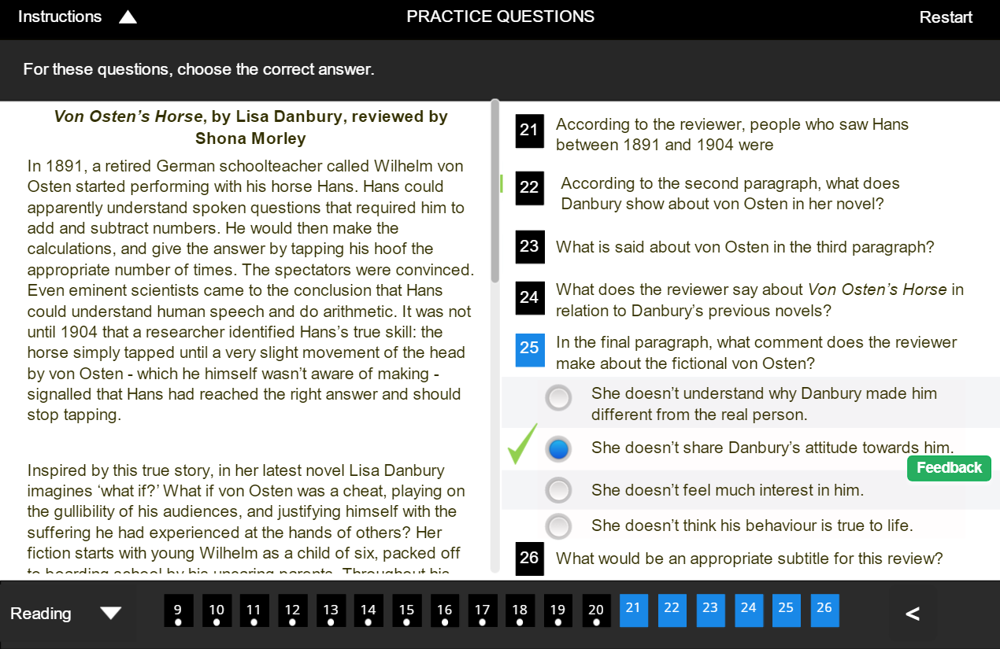 Instructions
PRACTICE QUESTIONS
Restart
For these questions, choose the correct answer.
Von Osten’s Horse, by Lisa Danbury, reviewed by
Shona Morley
In 1891, a retired German schoolteacher called Wilhelm von
Osten started performing with his horse Hans. Hans could
apparently understand spoken questions that required him to
add and subtract numbers. He would then make the
calculations, and give the answer by tapping his hoof the
appropriate number of times. The spectators were convinced.
Even eminent scientists came to the conclusion that Hans
could understand human speech and do arithmetic. It was not
until 1904 that a researcher identified Hans’s true skill: the
horse simply tapped until a very slight movement of the head
by von Osten - which he himself wasn’t aware of making -
signalled that Hans had reached the right answer and should
stop tapping.
Inspired by this true story, in her latest novel Lisa Danbury
imagines ‘what if?’ What if von Osten was a cheat, playing on
the gullibility of his audiences, and justifying himself with the
suffering he had experienced at the hands of others? Her
fiction starts with young Wilhelm as a child of six, packed off
to boarding school by his uncaring parents. Throughout his
21 According to the reviewer, people who saw Hans
between 1891 and 1904 were
22 According to the second paragraph, what does
Danbury show about von Osten in her novel?
23 What is said about von Osten in the third paragraph?
24 What does the reviewer say about Von Osten’s Horse in
relation to Danbury’s previous novels?
25 In the final paragraph, what comment does the reviewer
make about the fictional von Osten?
She doesn’t understand why Danbury made him
different from the real person.
She doesn’t share Danbury’s attitude towards him.
Feedback
She doesn’t feel much interest in him.
She doesn’t think his behaviour is true to life.
26 What would be an appropriate subtitle for this review?
Reading
9 10 11 12 13 14 15 16 17 18 19 20 21 22 23 24 25 26
<